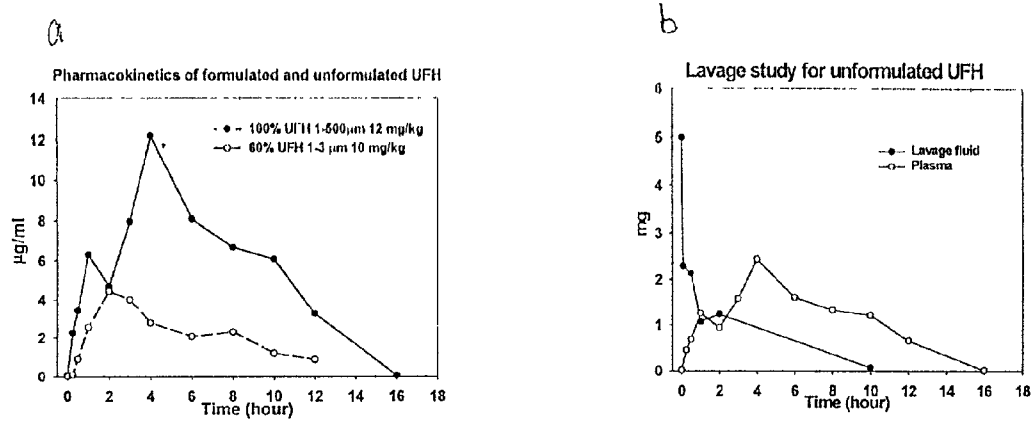 a
Pharmacokinetics of formulated and unformulated UFH
14
12
10
8
6
4
2
0
µg/ml
100% UFH 1-500µm 12 mg/kg
60% UFH 1-3 µm 10 mg/kg
0 2 4 6 8 10 12 14 16 18
Time (hour)
b
Lavage study for unformulated UFH
6
5
4
3
2
1
0
mg
Lavage fluid
Plasma
0 2 4 6 8 10 12 14 16 18
Time (hour)